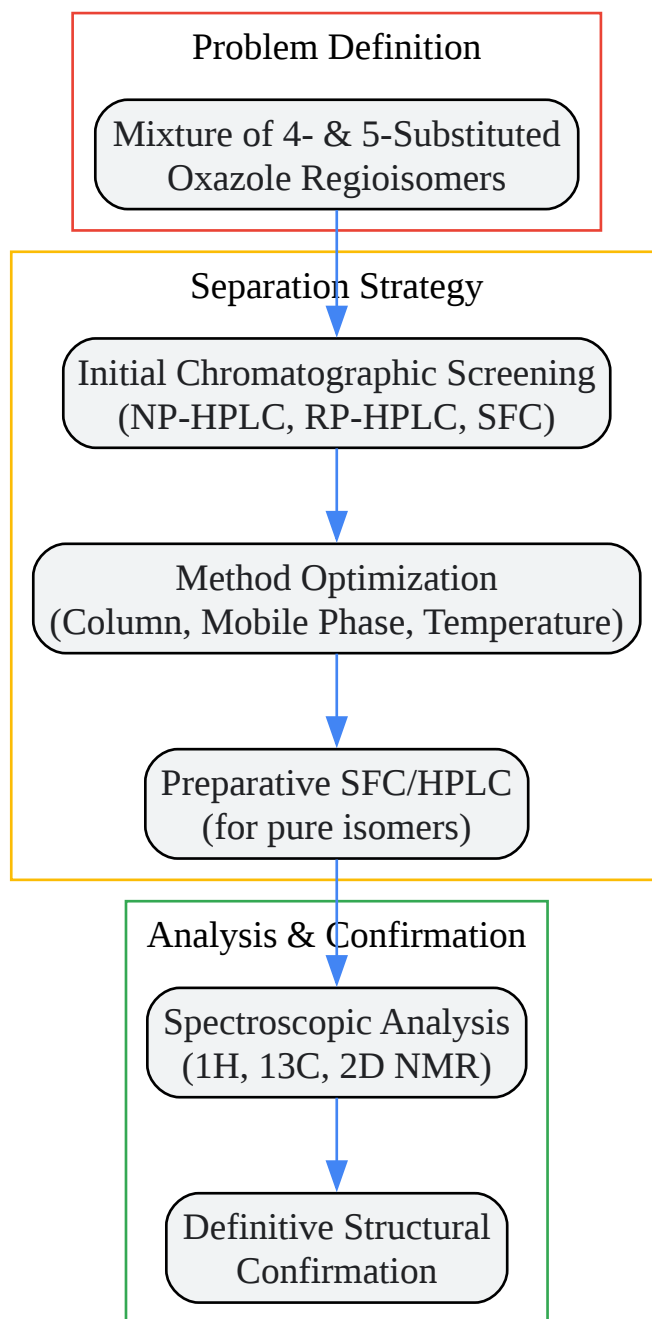 Problem Definition
Mixture of 4- & 5-Substituted
Oxazole Regioisomers
Separation Strategy
Initial Chromatographic Screening
(NP-HPLC, RP-HPLC, SFC)
Method Optimization
(Column, Mobile Phase, Temperature)
Preparative SFC/HPLC
(for pure isomers)
Analysis & Confirmation
Spectroscopic Analysis
(1H, 13C, 2D NMR)
Definitive Structural
Confirmation